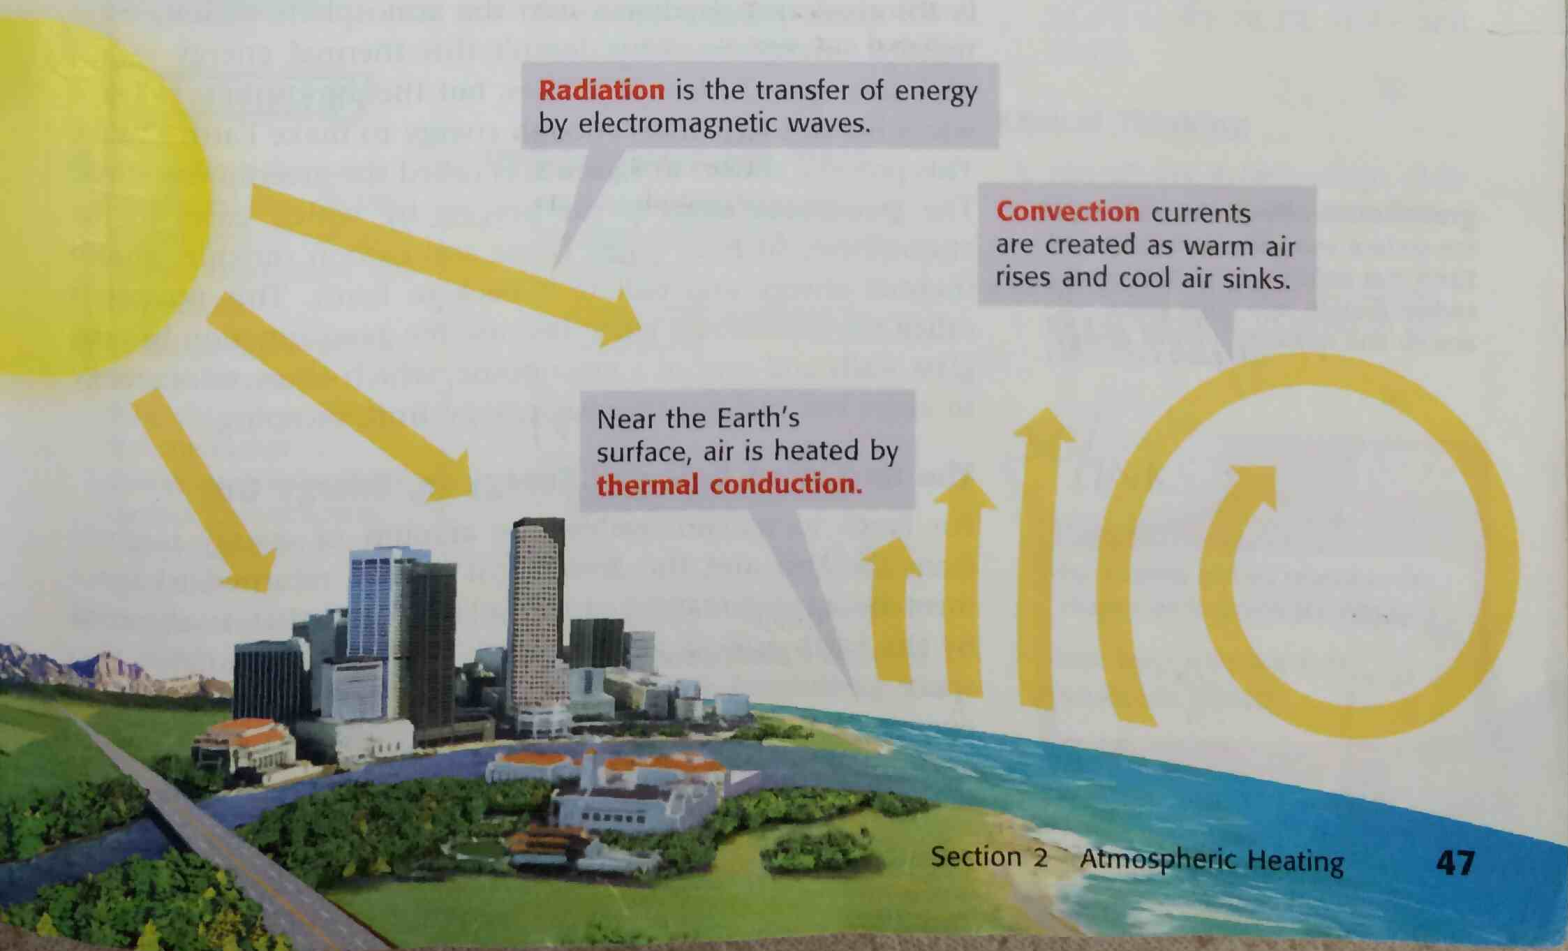 Radiation is the transfer of energy
by electromagnetic waves.
Convection currents
are created as warm air
rises and cool air sinks.
Near the Earth's
surface, air is heated by
thermal conduction.
Section 2 Atmospheric Heating 47